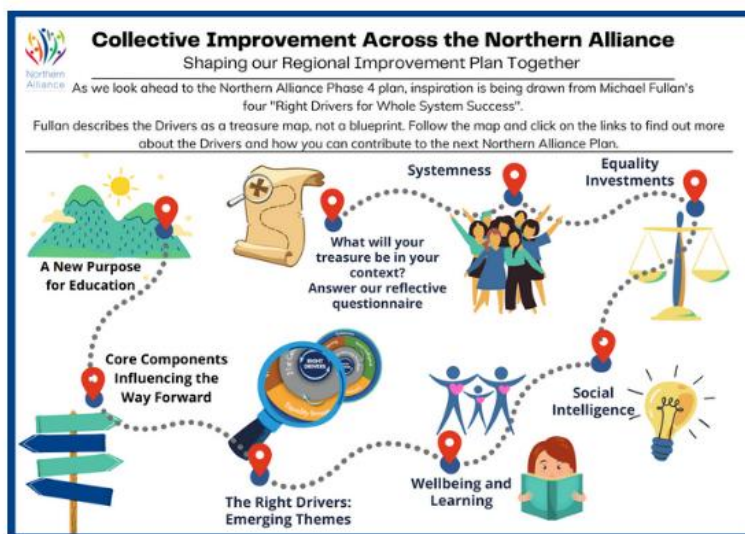 Northern
Alliance
Collective Improvement Across the Northern Alliance
Shaping our Regional Improvement Plan Together
As we look ahead to the Northern Alliance Phase 4 plan, inspiration is being drawn from Michael Fullan's
four "Right Drivers for Whole System Success".
Fullan describes the Drivers as a treasure map, not a blueprint. Follow the map and click on the links to find out more
about the Drivers and how you can contribute to the next Northern Alliance Plan.
A New Purpose
for Education
What will your
treasure be in your
context?
Answer our reflective
questionnaire
Systemness
Equality
Investments
Core Components
Influencing the
Way Forward
RIGHT
DRIVERS
The Right Drivers:
Emerging Themes
Wellbeing and
Learning
Social
Intelligence